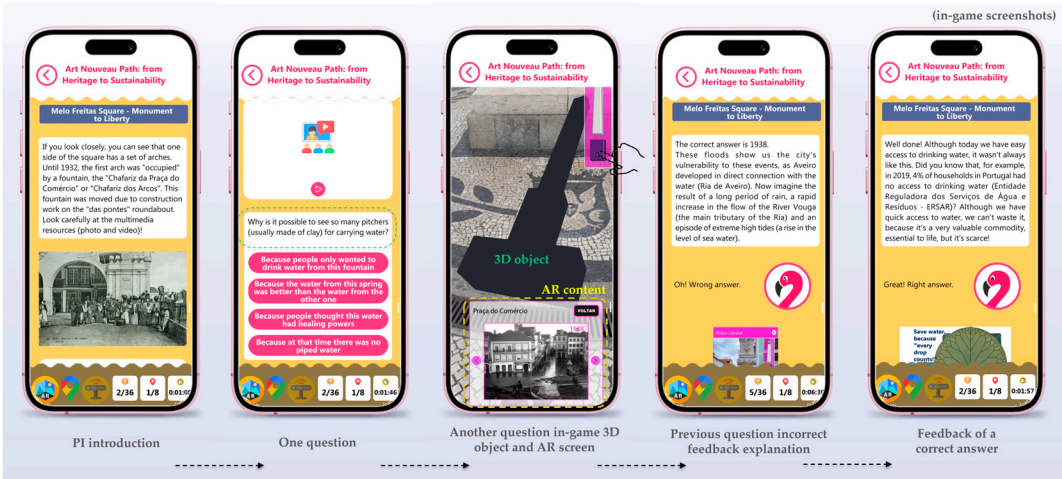 (in-game screenshots)
Art Nouveau Path: from
Heritage to Sustainability
Melo Freitas Square - Monument
to Liberty
If you look closely, you can see that one
side of the square has a set of arches.
Until 1932, the first arch was "occupied"
by a fountain, the "Chafariz da Praça do
Comércio" or "Chafariz dos Arcos". This
fountain was moved due to construction
work on the "das pontes" roundabout.
Look carefully at the multimedia
resources (photo and video)!
AR
2/36
1/8
0:01:00
PI introduction
Art Nouveau Path: from
Heritage to Sustainability
Why is it possible to see so many pitchers
(usually made of clay) for carrying water?
Because people only wanted to
drink water from this fountain
Because the water from this spring
was better than the water from the
other one
Because people thought this water
had healing powers
Because at that time there was no
piped water
AR
2/36
1/8
0:01:46
One question
Art Nouveau Path: from
Heritage to Sustainability
3D object
AR content
Praça do Comércio
VOLTAR
Another question in-game 3D
object and AR screen
Art Nouveau Path: from
Heritage to Sustainability
Melo Freitas Square - Monument
to Liberty
The correct answer is 1938.
These floods show us the city's
vulnerability to these events, as Aveiro
developed in direct connection with the
water (Ria de Aveiro). Now imagine the
result of a long period of rain, a rapid
increase in the flow of the River Vouga
(the main tributary of the Ria) and an
episode of extreme high tides (a rise in the
level of sea water).
Oh! Wrong answer.
AR
5/36
1/8
Previous question incorrect
feedback explanation
Art Nouveau Path: from
Heritage to Sustainability
Melo Freitas Square - Monument
to Liberty
Well done! Although today we have easy
access to drinking water, it wasn't always
like this. Did you know that, for example,
in 2019, 4% of households in Portugal had
no access to drinking water (Entidade
Reguladora dos Serviços de Água e
Resíduos - ERSAR)? Although we have
quick access to water, we can't waste it,
because it's a very valuable commodity,
essential to life, but it's scarce!
Great! Right answer.
Save water,
because
"every
drop
counts!"
AR
2/36
1/8
0:01:57
Feedback of a
correct answer